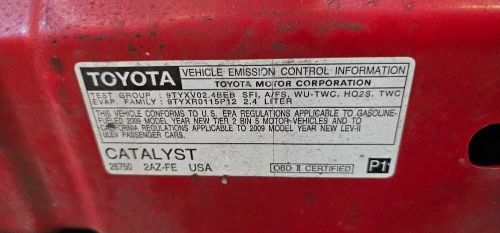 TOYOTA VEHICLE EMISSION CONTROL INFORMATION
TOYOTA MOTOR CORPORATION
TEST GROUP : 9TYXV02.4BEB SFI, A/FS, WU-TWC, HO2S, TWC
EVAP. FAMILY : 9TYXR0115P12 2.4 LITER
THIS VEHICLE CONFORMS TO U.S. EPA REGULATIONS APPLICABLE TO GASOLINE-
FUELED 2009 MODEL YEAR NEW TIER 2 BIN 5 MOTOR VEHICLES AND TO
CALIFORNIA REGULATIONS APPLICABLE TO 2009 MODEL YEAR NEW LEV-II
ULEV PASSENGER CARS.
CATALYST
28750 2AZ-FE USA
OBD II CERTIFIED P1